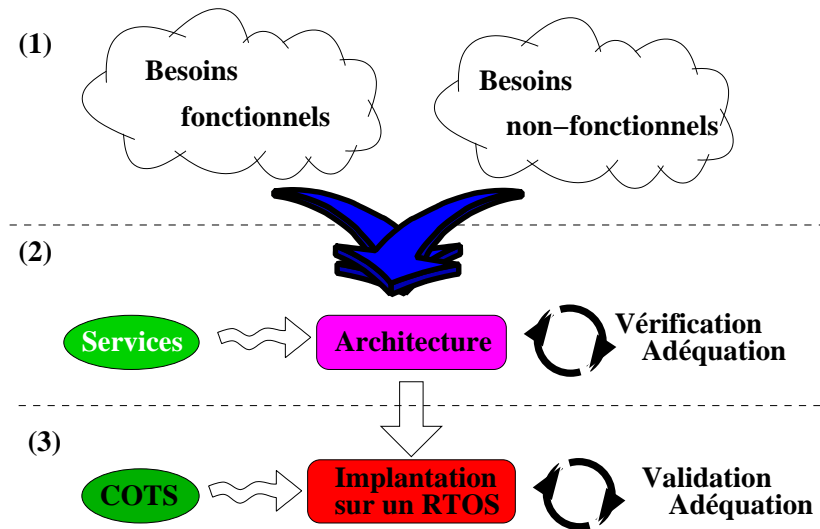 (1)
Besoins
fonctionnels
Besoins
non−fonctionnels
(2)
Services
Architecture
Vérification
Adéquation
(3)
COTS
Implantation
sur un RTOS
Validation
Adéquation